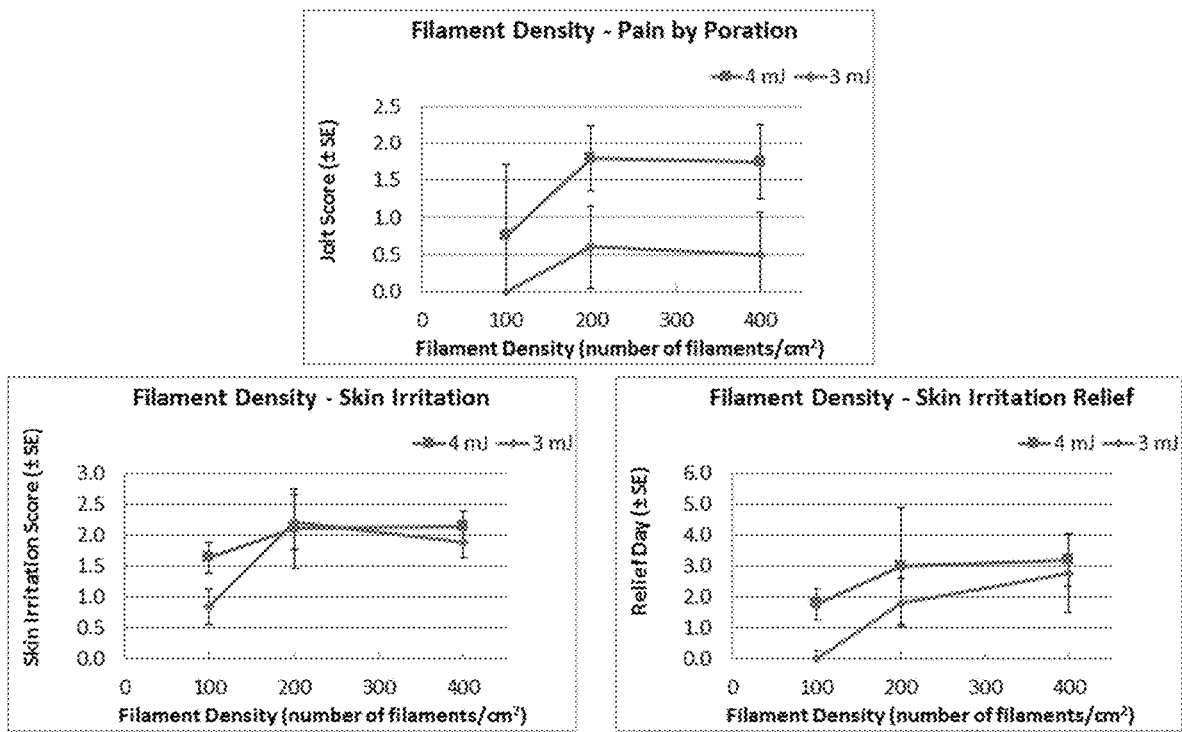 Filament Density - Pain by Poration
4 mJ 3 mJ
Jolt Score (± SE)
2.5
2.0
1.5
1.0
0.5
0.0
0 100 200 300 400
Filament Density (number of filaments/cm²)
Filament Density - Skin Irritation
4 mJ 3 mJ
Skin Irritation Score (± SE)
3.0
2.5
2.0
1.5
1.0
0.5
0.0
0 100 200 300 400
Filament Density (number of filaments/cm²)
Filament Density - Skin Irritation Relief
4 mJ 3 mJ
Relief Day (± SE)
6.0
5.0
4.0
3.0
2.0
1.0
0.0
0 100 200 300 400
Filament Density (number of filaments/cm²)